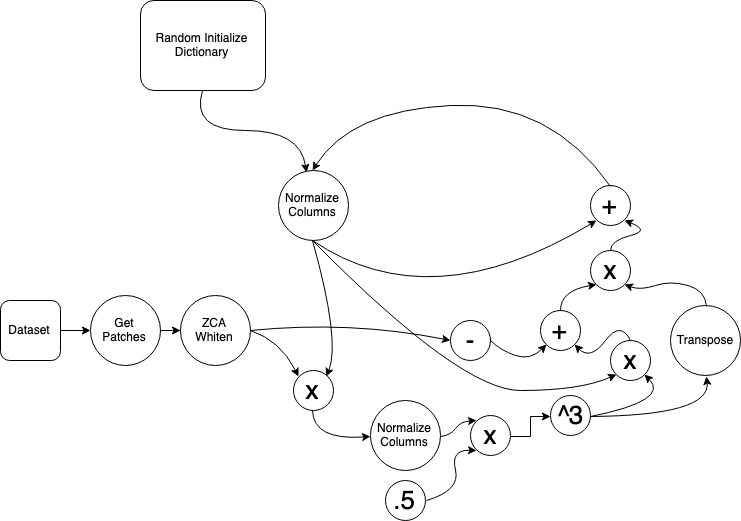 Random Initialize
Dictionary
Normalize
Columns
+
x
Dataset
Get
Patches
ZCA
Whiten
-
+
Transpose
x
x
Normalize
Columns
x
^3
.5